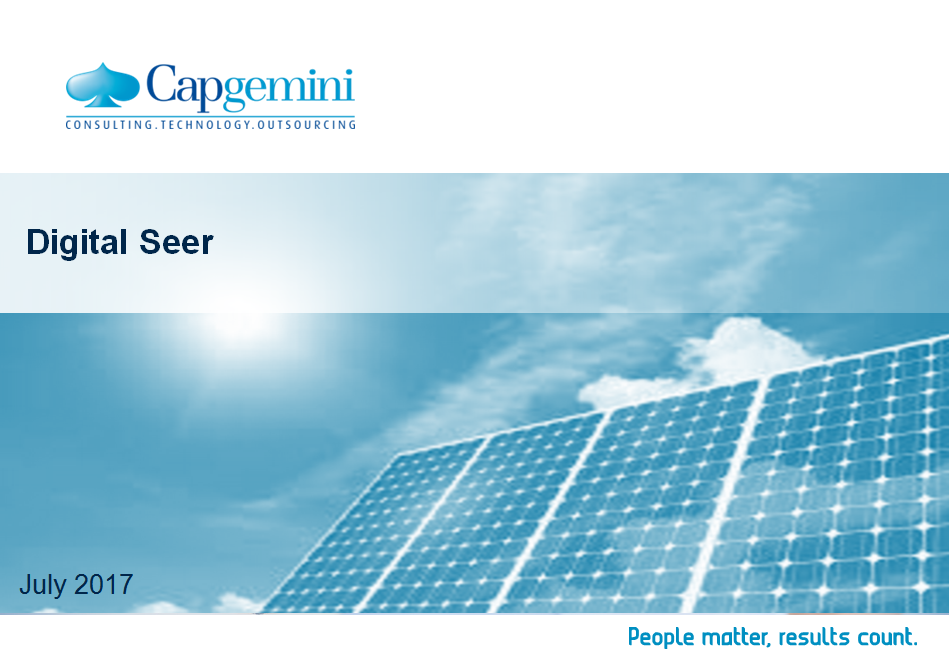 Capgemini
CONSULTING.TECHNOLOGY.OUTSOURCING
Digital Seer
July 2017
People matter, results count.